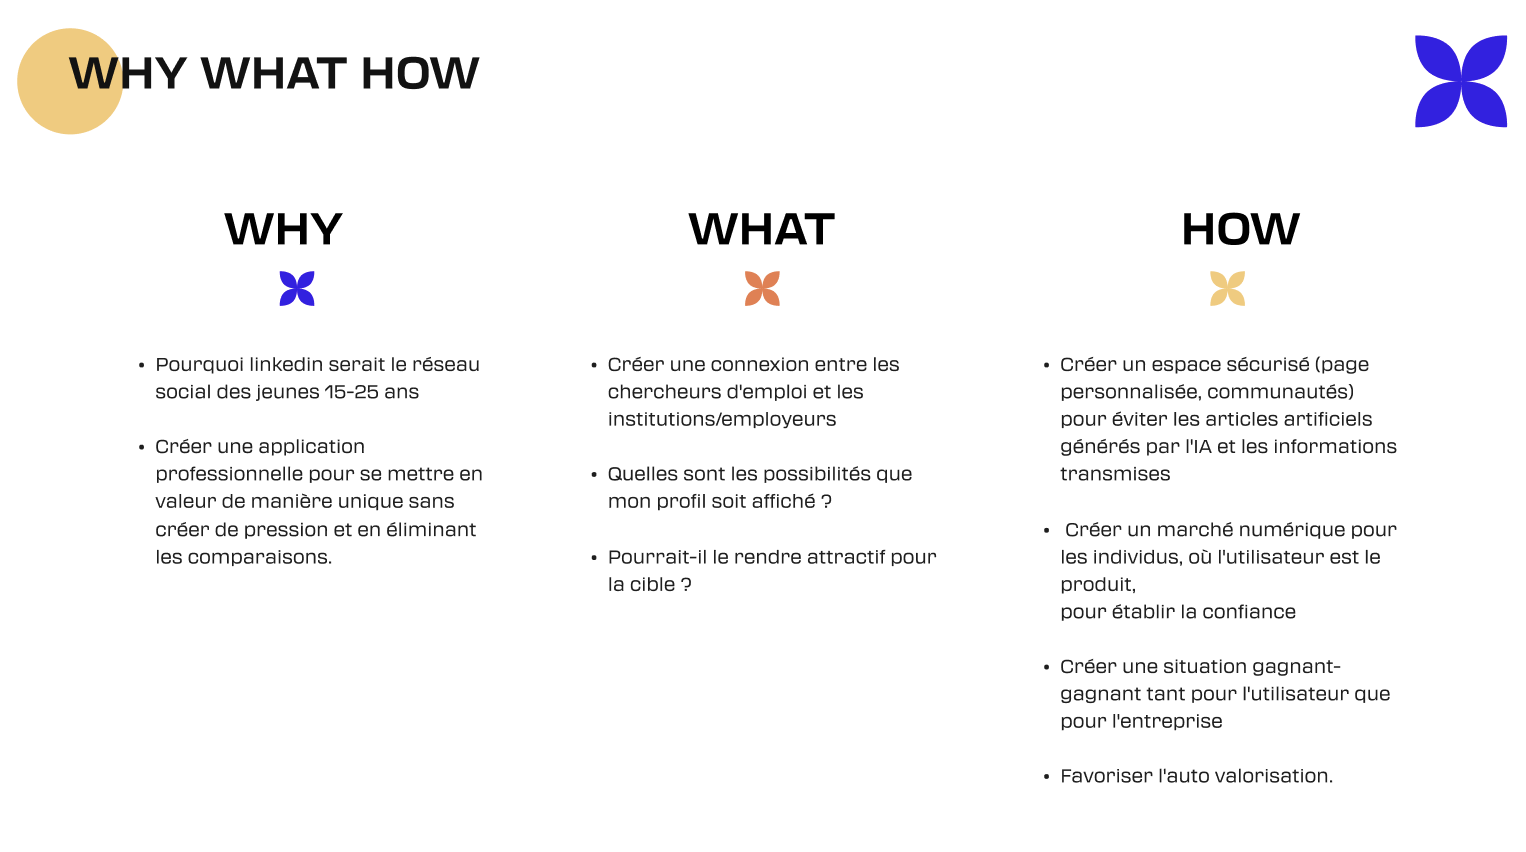 WHY WHAT HOW
WHY
• Pourquoi linkedin serait le réseau
social des jeunes 15-25 ans
• Créer une application
professionnelle pour se mettre en
valeur de manière unique sans
créer de pression et en éliminant
les comparaisons.
WHAT
• Créer une connexion entre les
chercheurs d'emploi et les
institutions/employeurs
• Quelles sont les possibilités que
mon profil soit affiché ?
• Pourrait-il le rendre attractif pour
la cible ?
HOW
• Créer un espace sécurisé (page
personnalisée, communautés)
pour éviter les articles artificiels
générés par l'IA et les informations
transmises
• Créer un marché numérique pour
les individus, où l'utilisateur est le
produit,
pour établir la confiance
• Créer une situation gagnant-
gagnant tant pour l'utilisateur que
pour l'entreprise
• Favoriser l'auto valorisation.